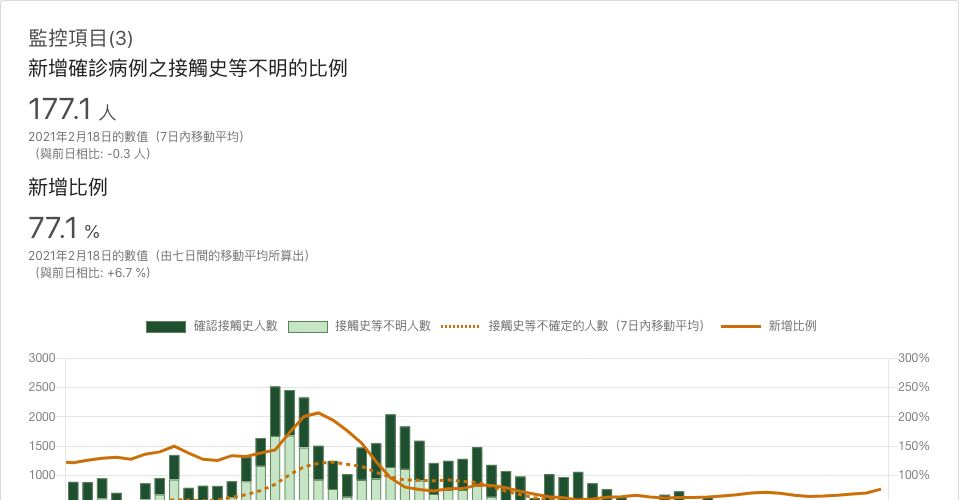 監控項目(3)
新增確診病例之接觸史等不明的比例
177.1 人
2021年2月18日的數值（7日內移動平均）
（與前日相比: -0.3 人）
新增比例
77.1 %
2021年2月18日的數值（由七日間的移動平均所算出）
（與前日相比: +6.7 %）
確認接觸史人數 接觸史等不明人數 接觸史等不確定的人數（7日內移動平均） 新增比例
3000 300%
2500 250%
2000 200%
1500 150%
1000 100%